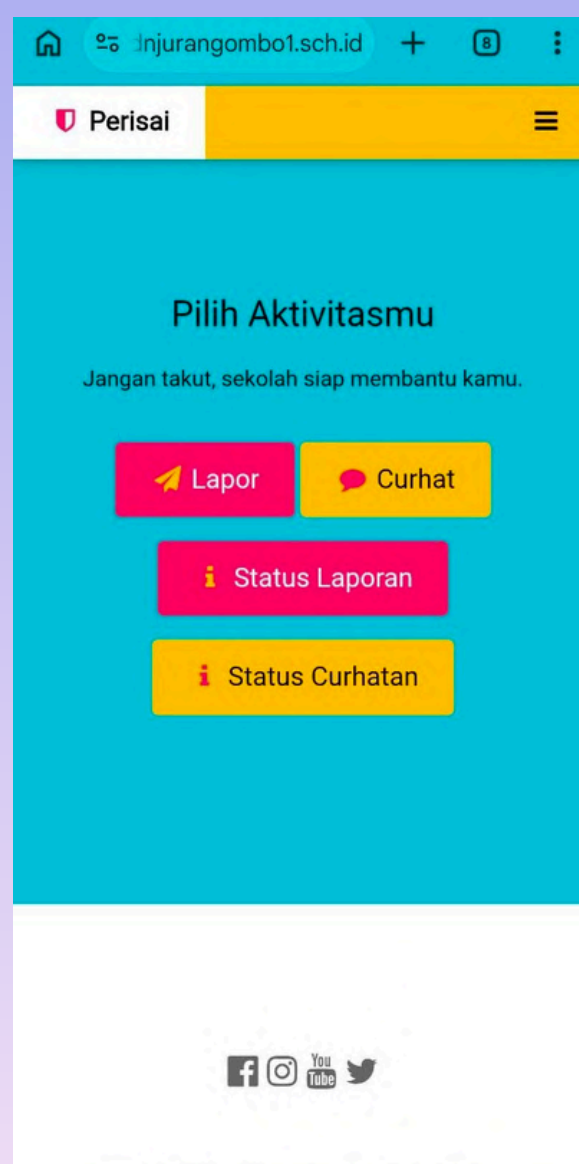 dnjurangombo1.sch.id
8
Perisai
Pilih Aktivitasmu
Jangan takut, sekolah siap membantu kamu.
Lapor
Curhat
Status Laporan
Status Curhatan
You
Tube